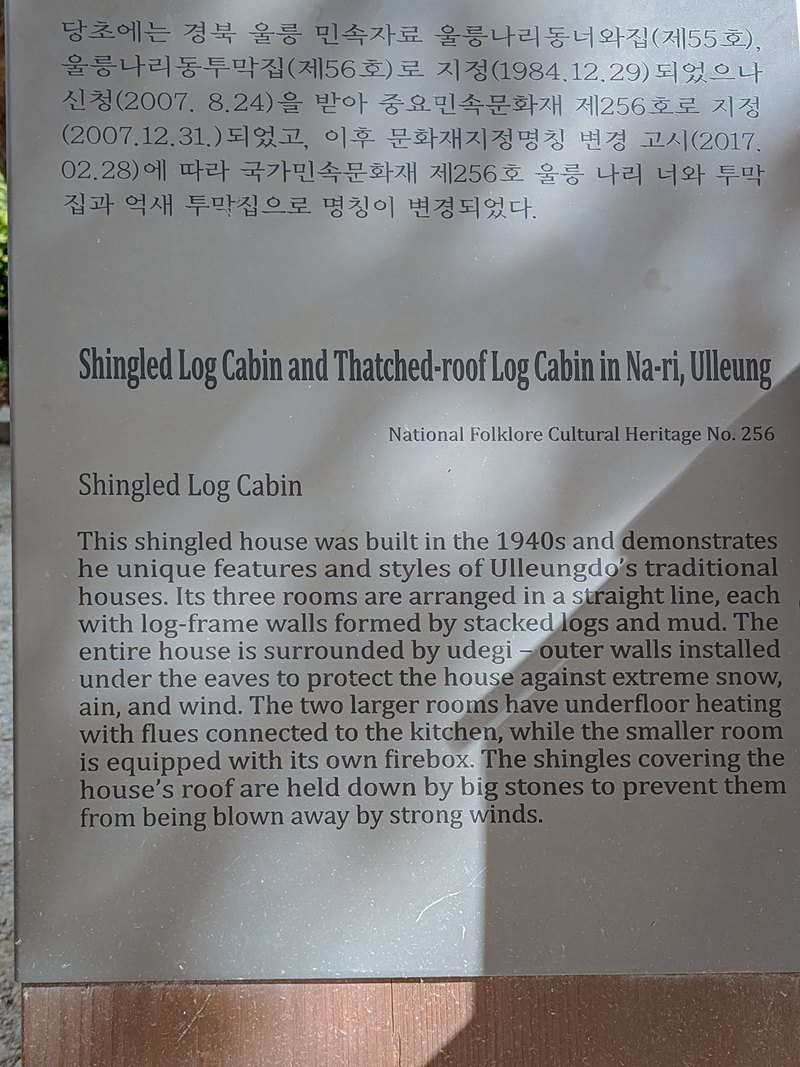 당초에는 경북 울릉 민속자료 울릉나리동너와집(제55호),
울릉나리동투막집(제56호)로 지정(1984.12.29)되었으나
신청(2007. 8.24)을 받아 중요민속문화재 제256호로 지정
(2007.12.31.)되었고, 이후 문화재지정명칭 변경 고시(2017.
02.28)에 따라 국가민속문화재 제256호 울릉 나리 너와 투막
집과 억새 투막집으로 명칭이 변경되었다.
Shingled Log Cabin and Thatched-roof Log Cabin in Na-ri, Ulleung
National Folklore Cultural Heritage No. 256
Shingled Log Cabin
This shingled house was built in the 1940s and demonstrates
he unique features and styles of Ulleungdo's traditional
houses. Its three rooms are arranged in a straight line, each
with log-frame walls formed by stacked logs and mud. The
entire house is surrounded by udegi – outer walls installed
under the eaves to protect the house against extreme snow,
ain, and wind. The two larger rooms have underfloor heating
with flues connected to the kitchen, while the smaller room
is equipped with its own firebox. The shingles covering the
house's roof are held down by big stones to prevent them
from being blown away by strong winds.